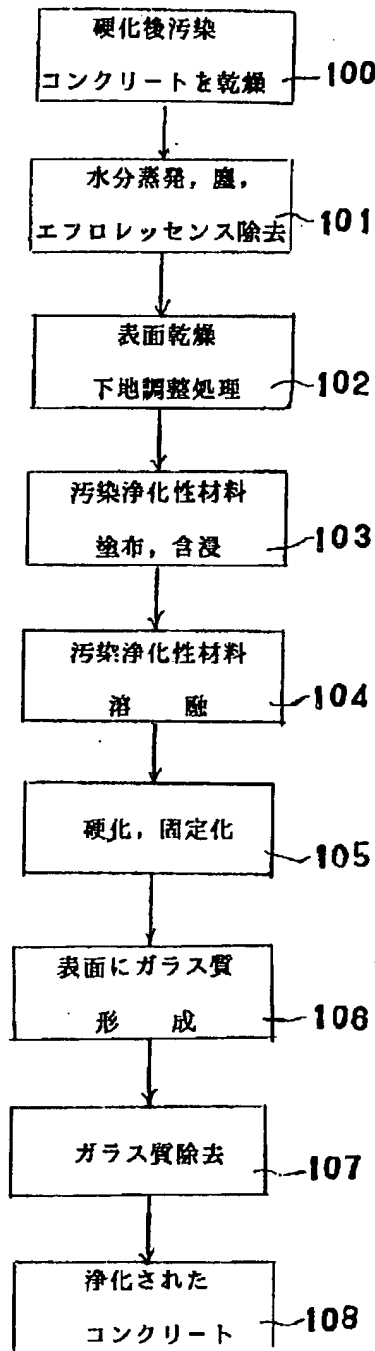 硬化後汚染
コンクリートを乾燥
100
水分蒸発，塵，
エフロレッセンス除去
101
表面乾燥
下地調整処理
102
汚染浄化性材料
塗布，含浸
103
汚染浄化性材料
溶 融
104
硬化，固定化
105
表面にガラス質
形 成
106
ガラス質除去
107
浄化された
コンクリート
108